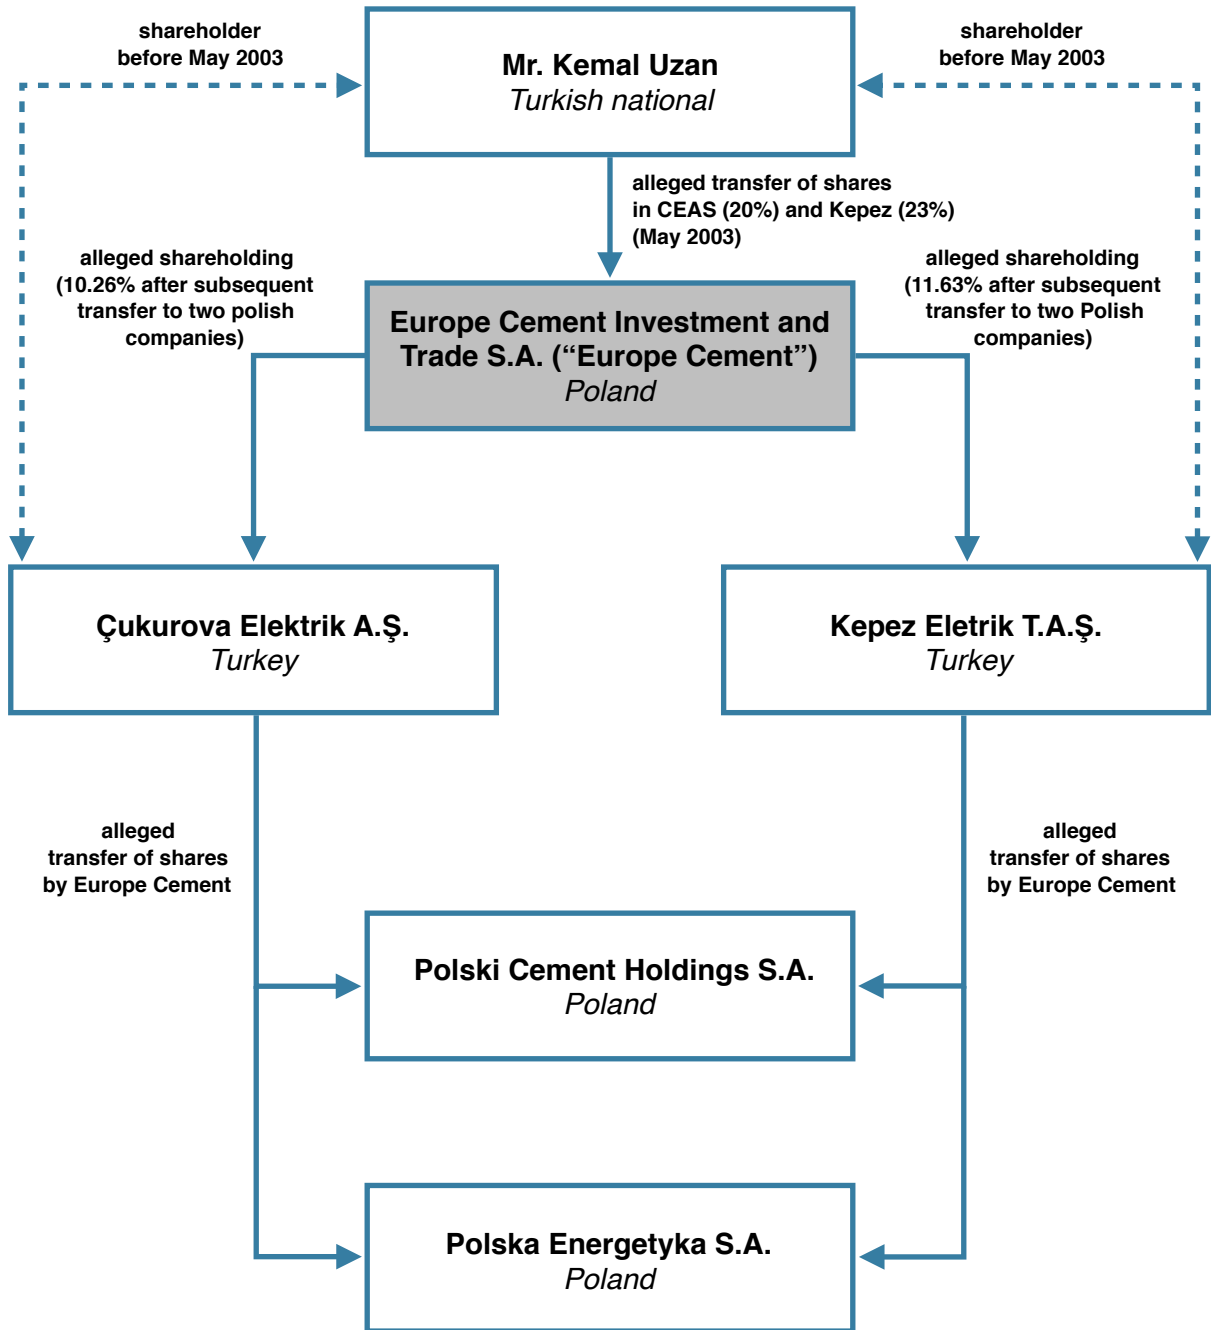 shareholder
before May 2003
shareholder
before May 2003
Mr. Kemal Uzan
Turkish national
alleged transfer of shares
in CEAS (20%) and Kepez (23%)
(May 2003)
alleged shareholding
(10.26% after subsequent
transfer to two polish
companies)
alleged shareholding
(11.63% after subsequent
transfer to two Polish
companies)
Europe Cement Investment and
Trade S.A. (“Europe Cement”)
Poland
Çukurova Elektrik A.Ş.
Turkey
Kepez Eletrik T.A.Ş.
Turkey
alleged
transfer of shares
by Europe Cement
alleged
transfer of shares
by Europe Cement
Polski Cement Holdings S.A.
Poland
Polska Energetyka S.A.
Poland